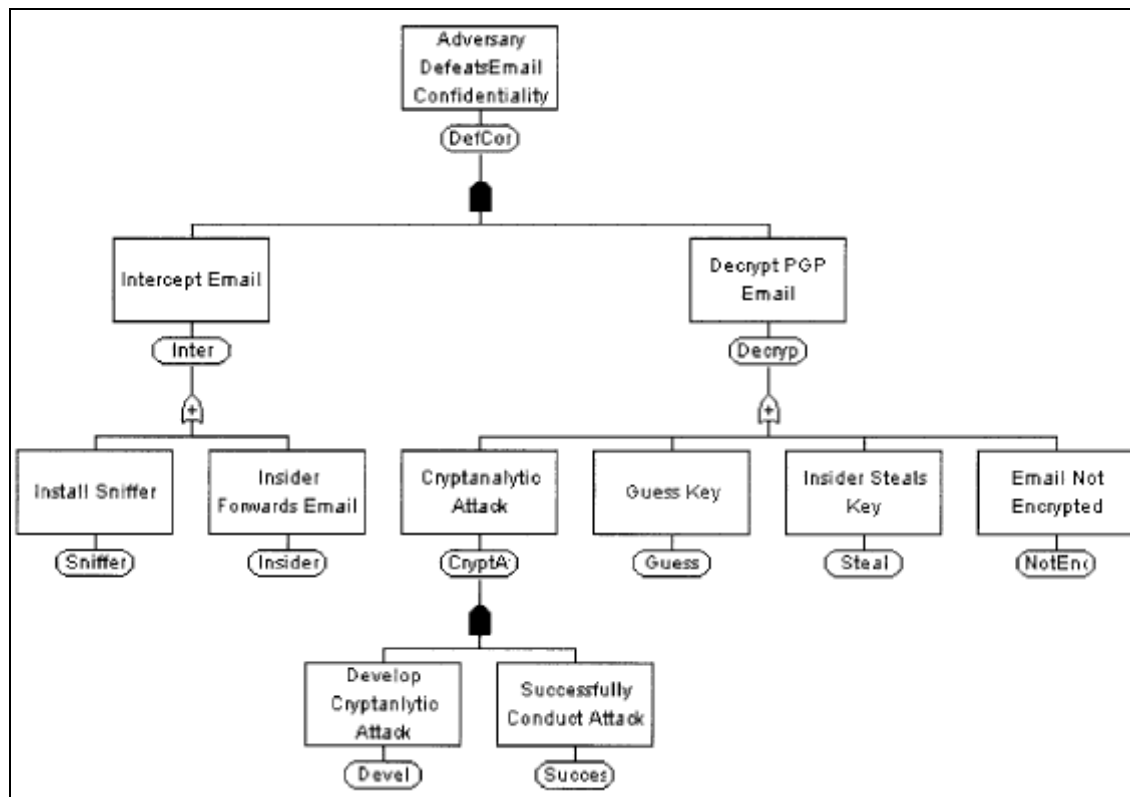 Adversary
DefeatsEmail
Confidentiality
DefCor
Intercept Email
Decrypt PGP
Email
Inter
Decryp
+
+
Install Sniffer
Insider
Forwards Email
Cryptanalytic
Attack
Guess Key
Insider Steals
Key
Email Not
Encrypted
Sniffer
Insider
CryptA
Guess
Steal
NotEnc
Develop
Cryptanlytic
Attack
Successfully
Conduct Attack
Devel
Succes